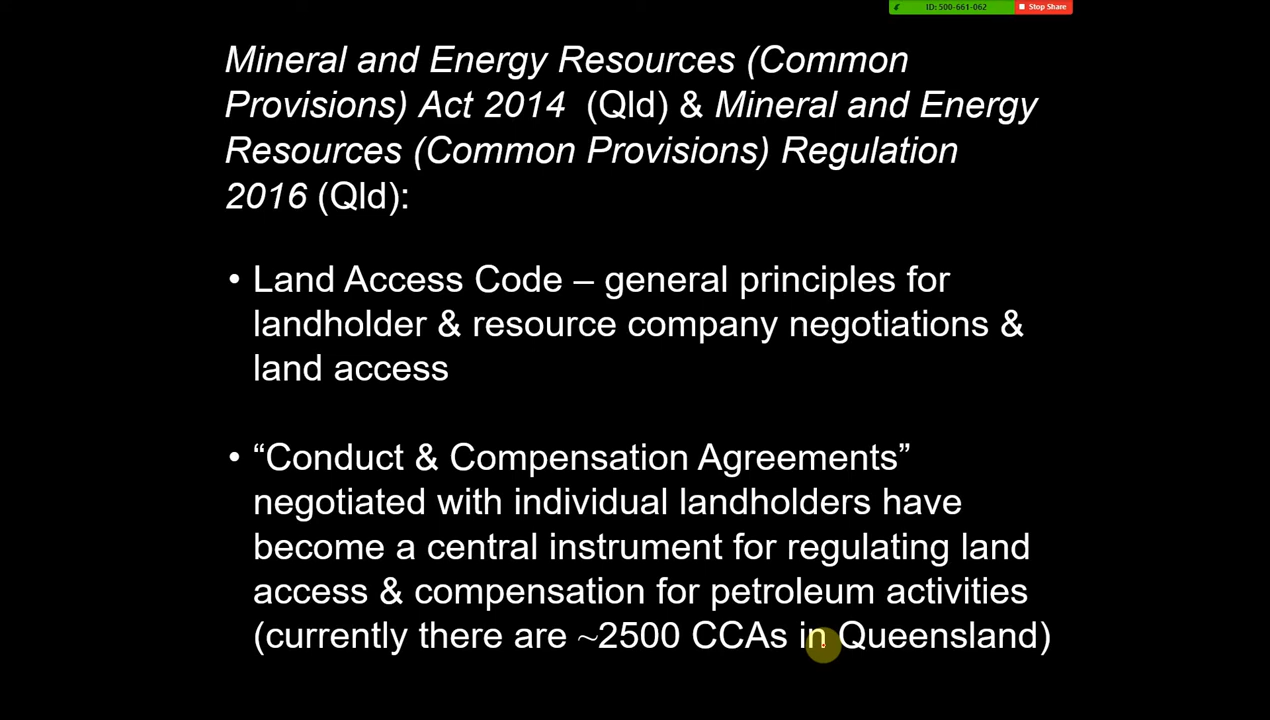 ID: 500-661-062 Stop Share
Mineral and Energy Resources (Common
Provisions) Act 2014 (Qld) & Mineral and Energy
Resources (Common Provisions) Regulation
2016 (Qld):
• Land Access Code – general principles for
landholder & resource company negotiations &
land access
• “Conduct & Compensation Agreements”
negotiated with individual landholders have
become a central instrument for regulating land
access & compensation for petroleum activities
(currently there are ~2500 CCAs in Queensland)